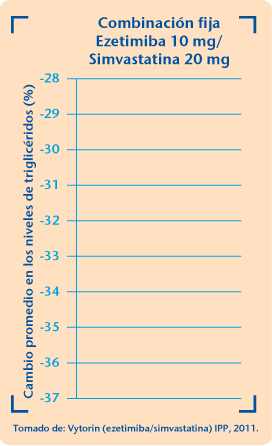 Combinación fija
Ezetimiba 10 mg/
Simvastatina 20 mg
Cambio promedio en los niveles de triglicéridos (%)
-28
-29
-30
-31
-32
-33
-34
-35
-36
-37
Tomado de: Vytorin (ezetimiba/simvastatina) IPP, 2011.